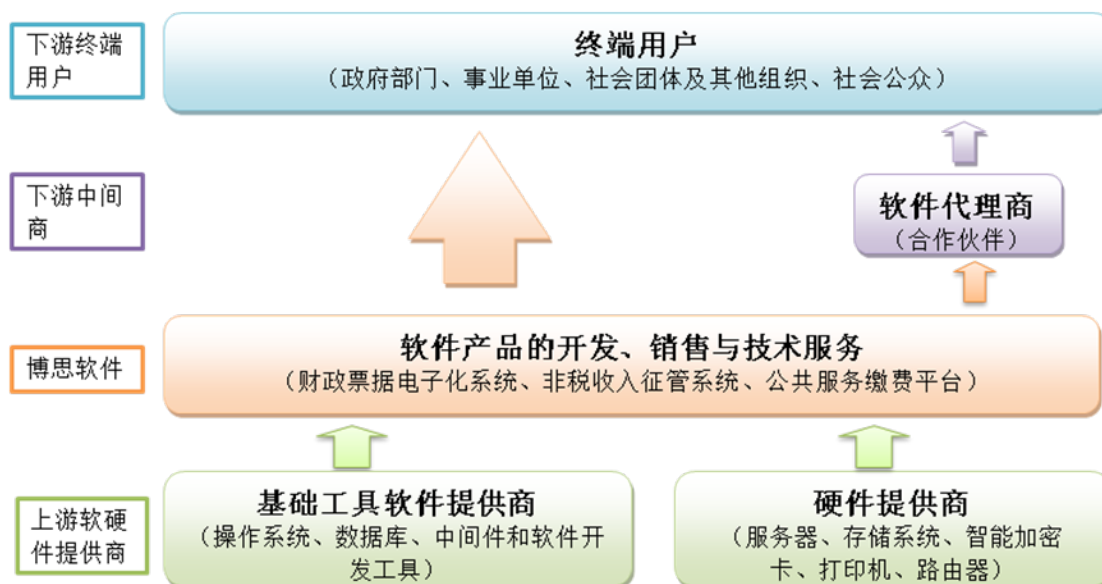 下游终端
用户
终端用户
（政府部门、事业单位、社会团体及其他组织、社会公众）
下游中间
商
软件代理商
（合作伙伴）
博思软件
软件产品的开发、销售与技术服务
（财政票据电子化系统、非税收入征管系统、公共服务缴费平台）
上游软硬
件提供商
基础工具软件提供商
（操作系统、数据库、中间件和软件开
发工具）
硬件提供商
（服务器、存储系统、智能加密
卡、打印机、路由器）